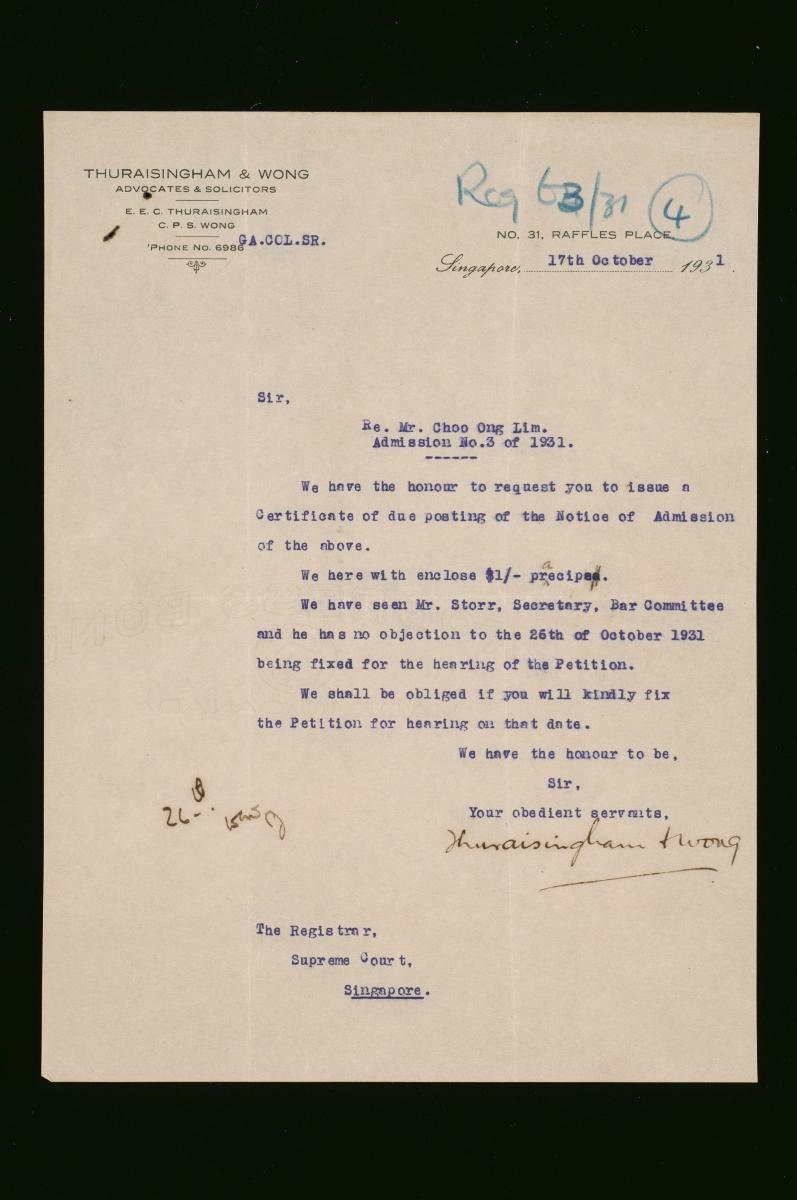 THURAISINGHAM & WONG
ADVOCATES & SOLICITORS
E. E. C. THURAISINGHAM
C. P. S. WONG
'PHONE NO. 6986
GA.COL.SR.
Reg 63/31 4
NO. 31, RAFFLES PLACE.
Singapore, 17th October 1931.
Sir,
Re. Mr. Choo Ong Lim.
Admission No.3 of 1931.
We have the honour to request you to issue a
Certificate of due posting of the Notice of Admission
of the above.
We here with enclose $1/- praecipe.
We have seen Mr. Storr, Secretary, Bar Committee
and he has no objection to the 26th of October 1931
being fixed for the hearing of the Petition.
We shall be obliged if you will kindly fix
the Petition for hearing on that date.
We have the honour to be,
Sir,
Your obedient servants,
Thuraisingham & Wong
26th.
The Registrar,
Supreme Court,
Singapore.